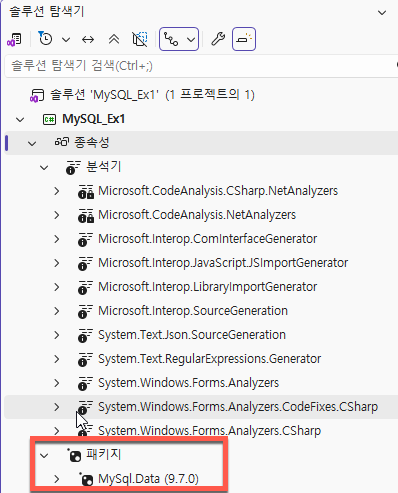 솔루션 탐색기
솔루션 탐색기 검색(Ctrl+;)
솔루션 'MySQL_Ex1' (1 프로젝트의 1)
C# MySQL_Ex1
종속성
분석기
Microsoft.CodeAnalysis.CSharp.NetAnalyzers
Microsoft.CodeAnalysis.NetAnalyzers
Microsoft.Interop.ComInterfaceGenerator
Microsoft.Interop.JavaScript.JSImportGenerator
Microsoft.Interop.LibraryImportGenerator
Microsoft.Interop.SourceGeneration
System.Text.Json.SourceGeneration
System.Text.RegularExpressions.Generator
System.Windows.Forms.Analyzers
System.Windows.Forms.Analyzers.CodeFixes.CSharp
System.Windows.Forms.Analyzers.CSharp
패키지
MySql.Data (9.7.0)